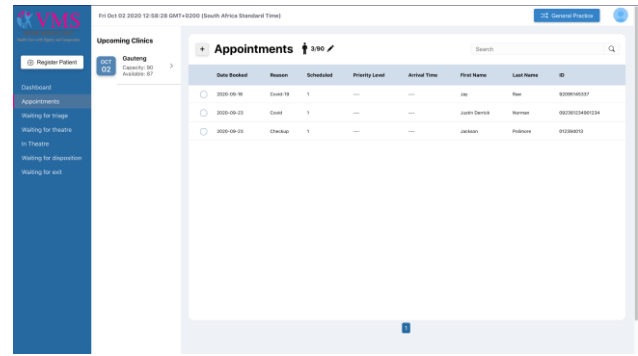 VMS
Fri Oct 02 2020 12:58:28 GMT+0200 (South Africa Standard Time)
General Practice
Register Patient
Dashboard
Appointments
Waiting for triage
Waiting for theatre
In Theatre
Waiting for disposition
Waiting for exit
Upcoming Clinics
OCT
02
Gauteng
Capacity: 90
Available: 87
+ Appointments 3/90
Search
Date Booked Reason Scheduled Priority Level Arrival Time First Name Last Name ID
2020-09-18 Covid-19 1 — — Jay Raw
2020-09-23 Covid 1 — — Justin Derrick Norman
2020-09-23 Checkup 1 — — Jackson Polimore
1